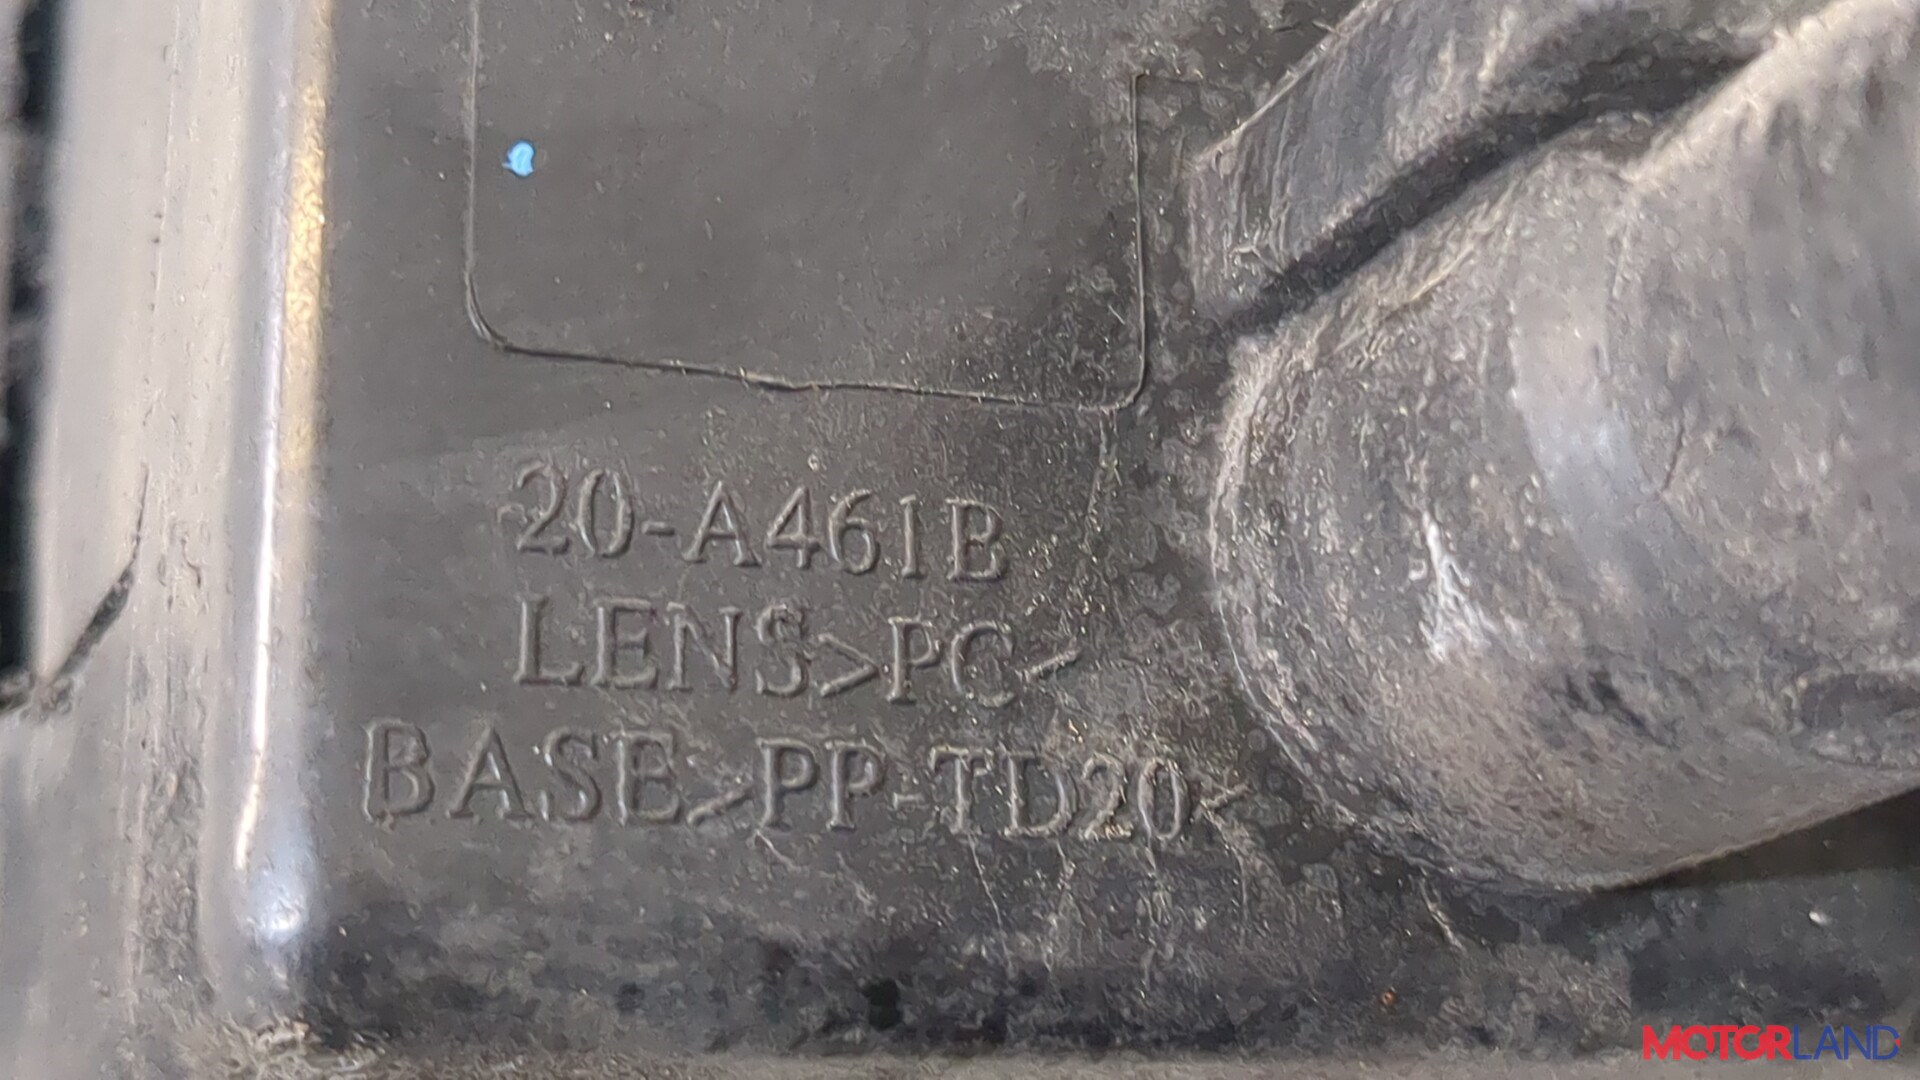 20-A461B
LENS>PC<
BASE>PP-TD20<
MOTORLAND